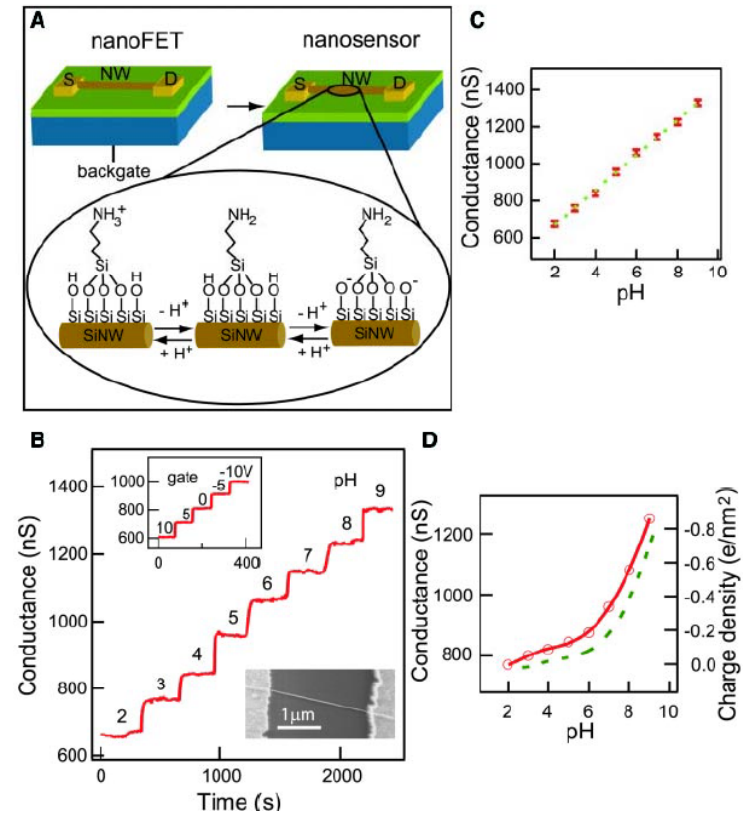 A
nanoFET
nanosensor
S NW D
S NW D
backgate
NH3+ NH2 NH2
Si Si Si
H H H H
O O O O O O O O O O O- O O O O-
Si Si Si Si Si Si Si Si Si Si Si Si Si Si Si
- H+ - H+
SiNW SiNW SiNW
+ H+ + H+
C
Conductance (nS)
1400
1200
1000
800
600
2 4 6 8 10
pH
B
Conductance (nS)
1400
1200
1000
800
600
gate
1000
800
600
10 5 0 -5 -10V
0 400
pH
2 3 4 5 6 7 8 9
1μm
0 1000 2000
Time (s)
D
Conductance (nS)
1200
1000
800
Charge density (e/nm2)
-0.8
-0.6
-0.4
-0.2
0.0
2 4 6 8 10
pH